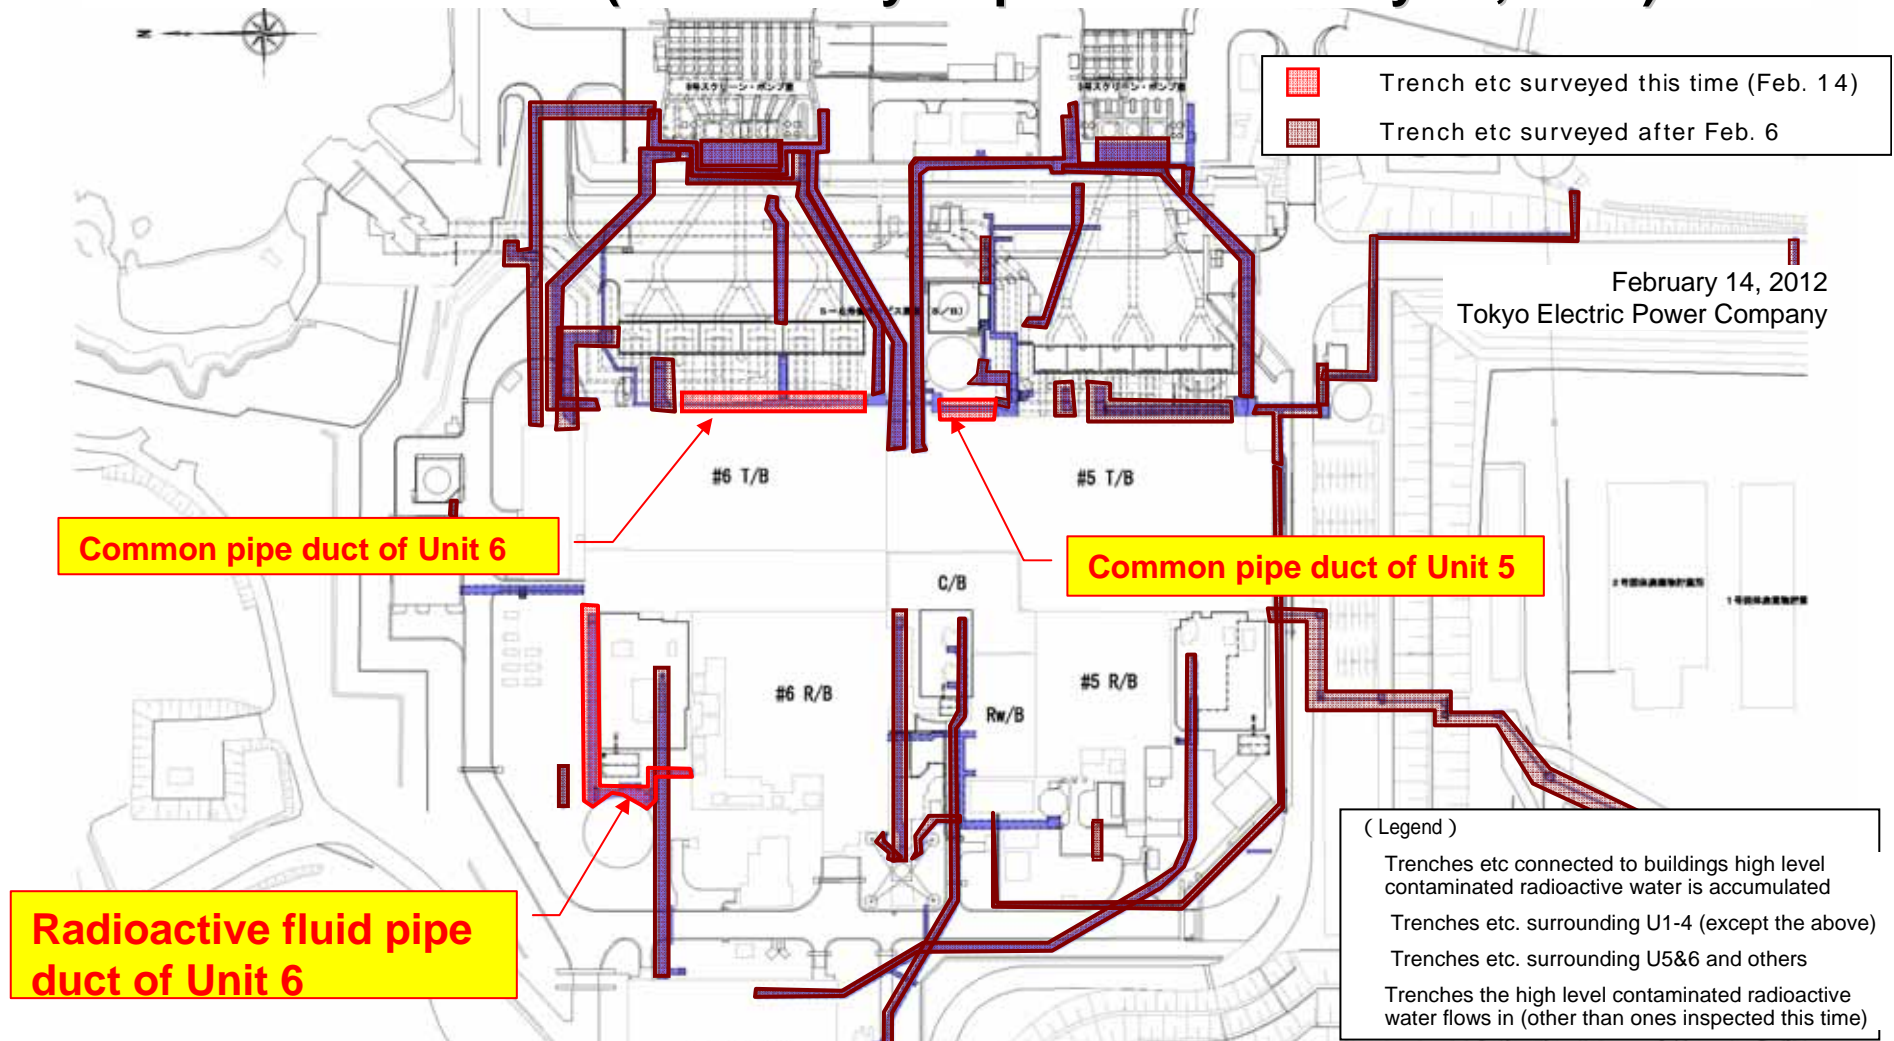 N
Trench etc surveyed this time (Feb. 14)
Trench etc surveyed after Feb. 6
February 14, 2012
Tokyo Electric Power Company
#6 T/B
#5 T/B
Common pipe duct of Unit 6
Common pipe duct of Unit 5
C/B
#6 R/B
#5 R/B
Rw/B
Radioactive fluid pipe
duct of Unit 6
( Legend )
Trenches etc connected to buildings high level
contaminated radioactive water is accumulated
Trenches etc. surrounding U1-4 (except the above)
Trenches etc. surrounding U5&6 and others
Trenches the high level contaminated radioactive
water flows in (other than ones inspected this time)